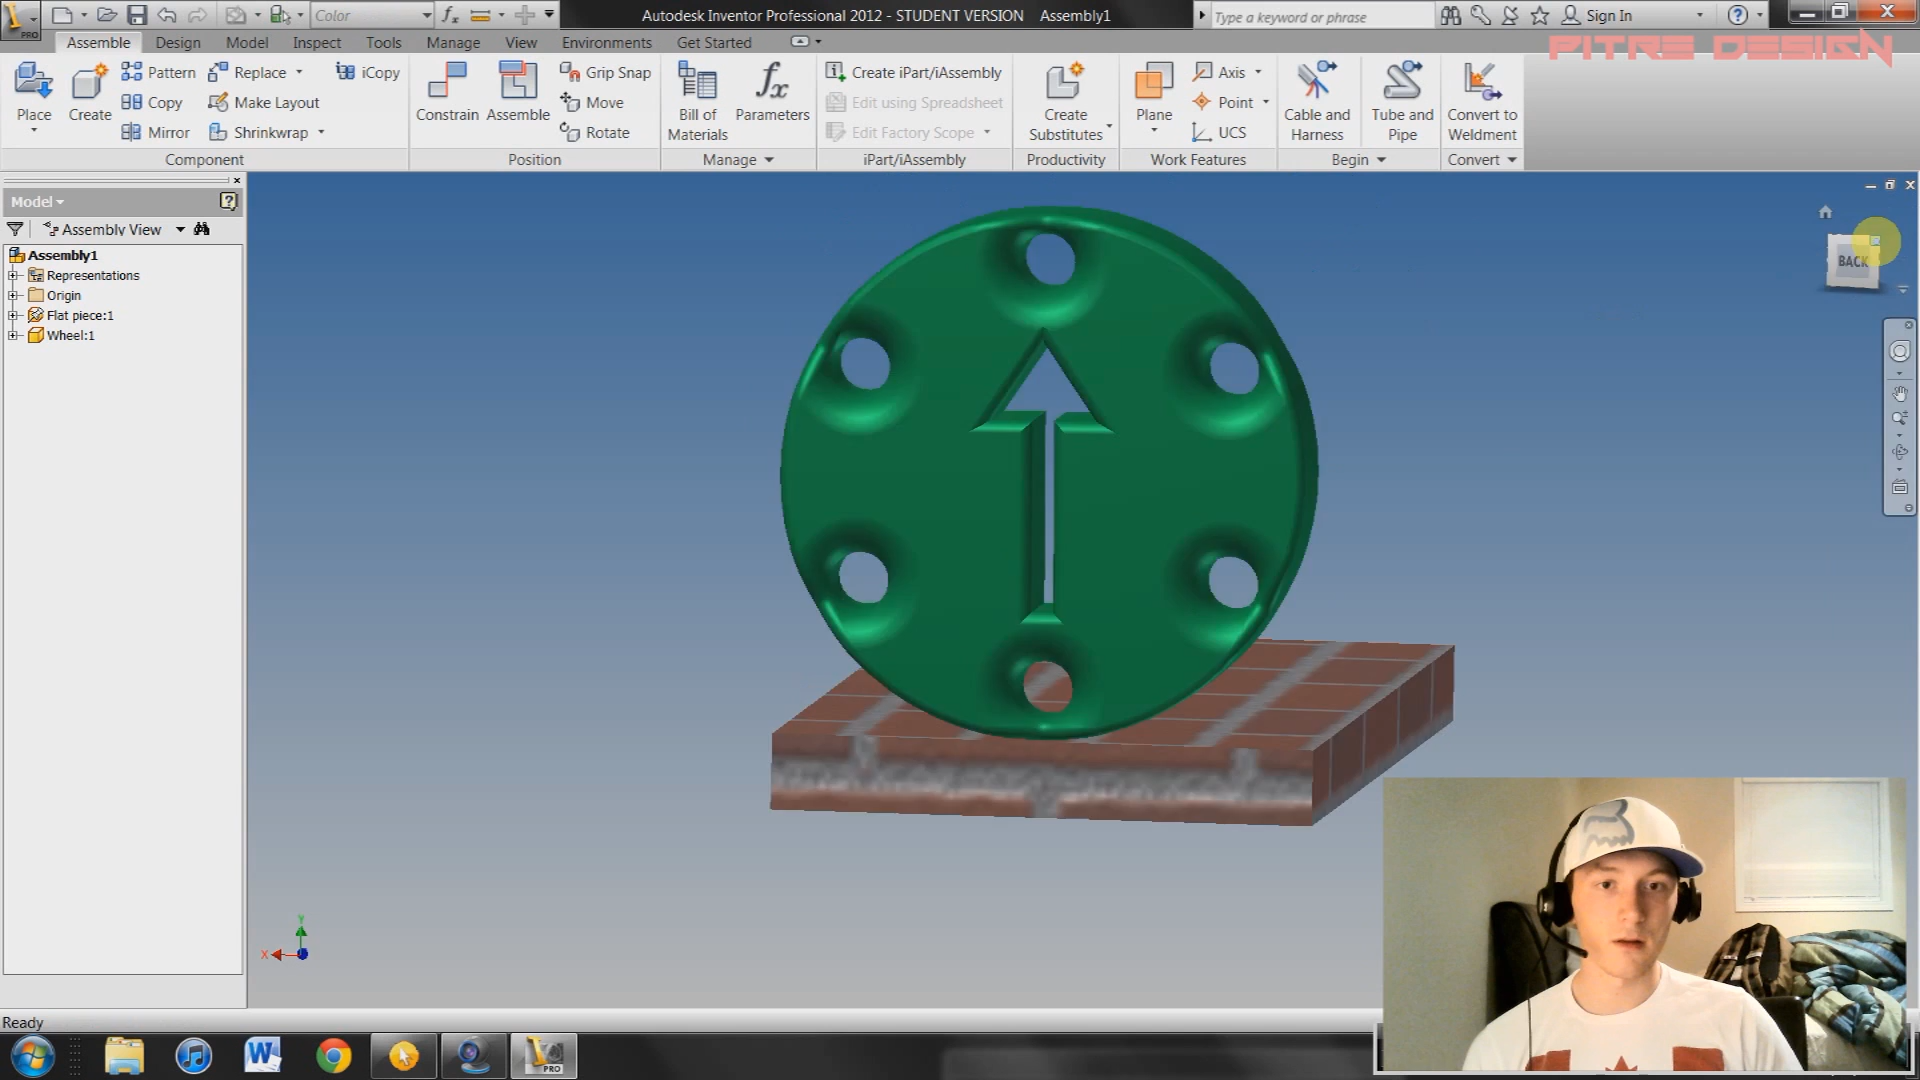 Color
Autodesk Inventor Professional 2012 - STUDENT VERSION Assembly1
Type a keyword or phrase
Sign In
PRO
Assemble Design Model Inspect Tools Manage View Environments Get Started
PITRE DESIGN
Place
Create
Pattern
Copy
Mirror
Replace
Make Layout
Shrinkwrap
iCopy
Constrain
Assemble
Grip Snap
Move
Rotate
Bill of
Materials
Parameters
Create iPart/iAssembly
Edit using Spreadsheet
Edit Factory Scope
Create
Substitutes
Plane
Axis
Point
UCS
Cable and
Harness
Tube and
Pipe
Convert to
Weldment
Component Position Manage iPart/iAssembly Productivity Work Features Begin Convert
Model
Assembly View
Assembly1
Representations
Origin
Flat piece:1
Wheel:1
BACK
Y
X
Ready
PRO